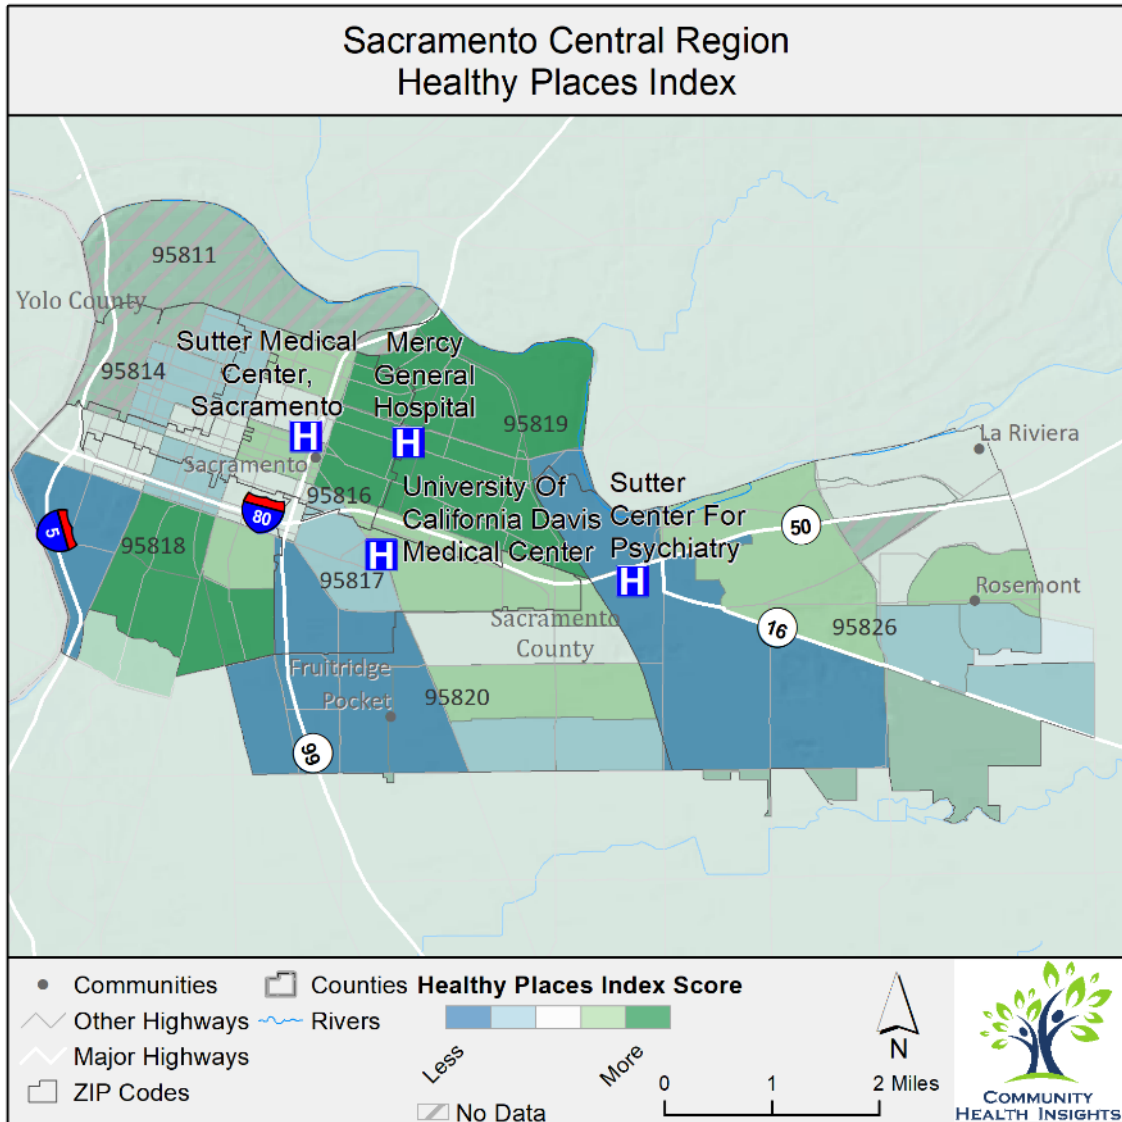 Sacramento Central Region
Healthy Places Index
95811
Yolo County
Sutter Medical
Center,
Sacramento
Mercy
General
Hospital
95814
95819
H
H
La Riviera
Sacramento
95816
80
University Of
California Davis
Medical Center
Sutter
Center For
Psychiatry
5
50
95818
H
95817
H
Rosemont
Sacramento
County
16
95826
Fruitridge
Pocket
95820
99
Communities
Counties
Healthy Places Index Score
Other Highways
Rivers
Major Highways
Less
More
ZIP Codes
No Data
N
0 1 2 Miles
COMMUNITY
HEALTH INSIGHTS